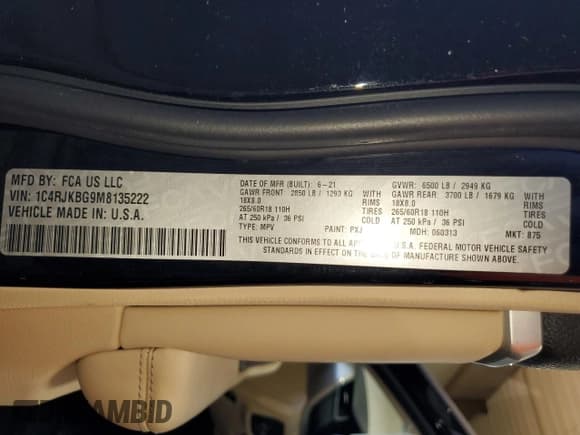 MFD BY: FCA US LLC
VIN: 1C4RJKBG9M8135222
VEHICLE MADE IN: U.S.A.
DATE OF MFR (BUILT): 6-21
GVWR: 6500 LB / 2949 KG
GAWR FRONT: 2850 LB / 1293 KG
GAWR REAR: 3700 LB / 1679 KG
18X8.0 RIMS
18X8.0 RIMS
265/60R18 110H TIRES
265/60R18 110H TIRES
AT 250 kPa / 36 PSI COLD
AT 250 kPa / 36 PSI COLD
TYPE: MPV PAINT: PXJ MDH: 060313 MKT: 875
THIS VEHICLE CONFORMS TO ALL U.S.A. FEDERAL MOTOR VEHICLE SAFETY
STANDARDS IN EFFECT ON THE OF MANUFACTURE SHOWN ABOVE.